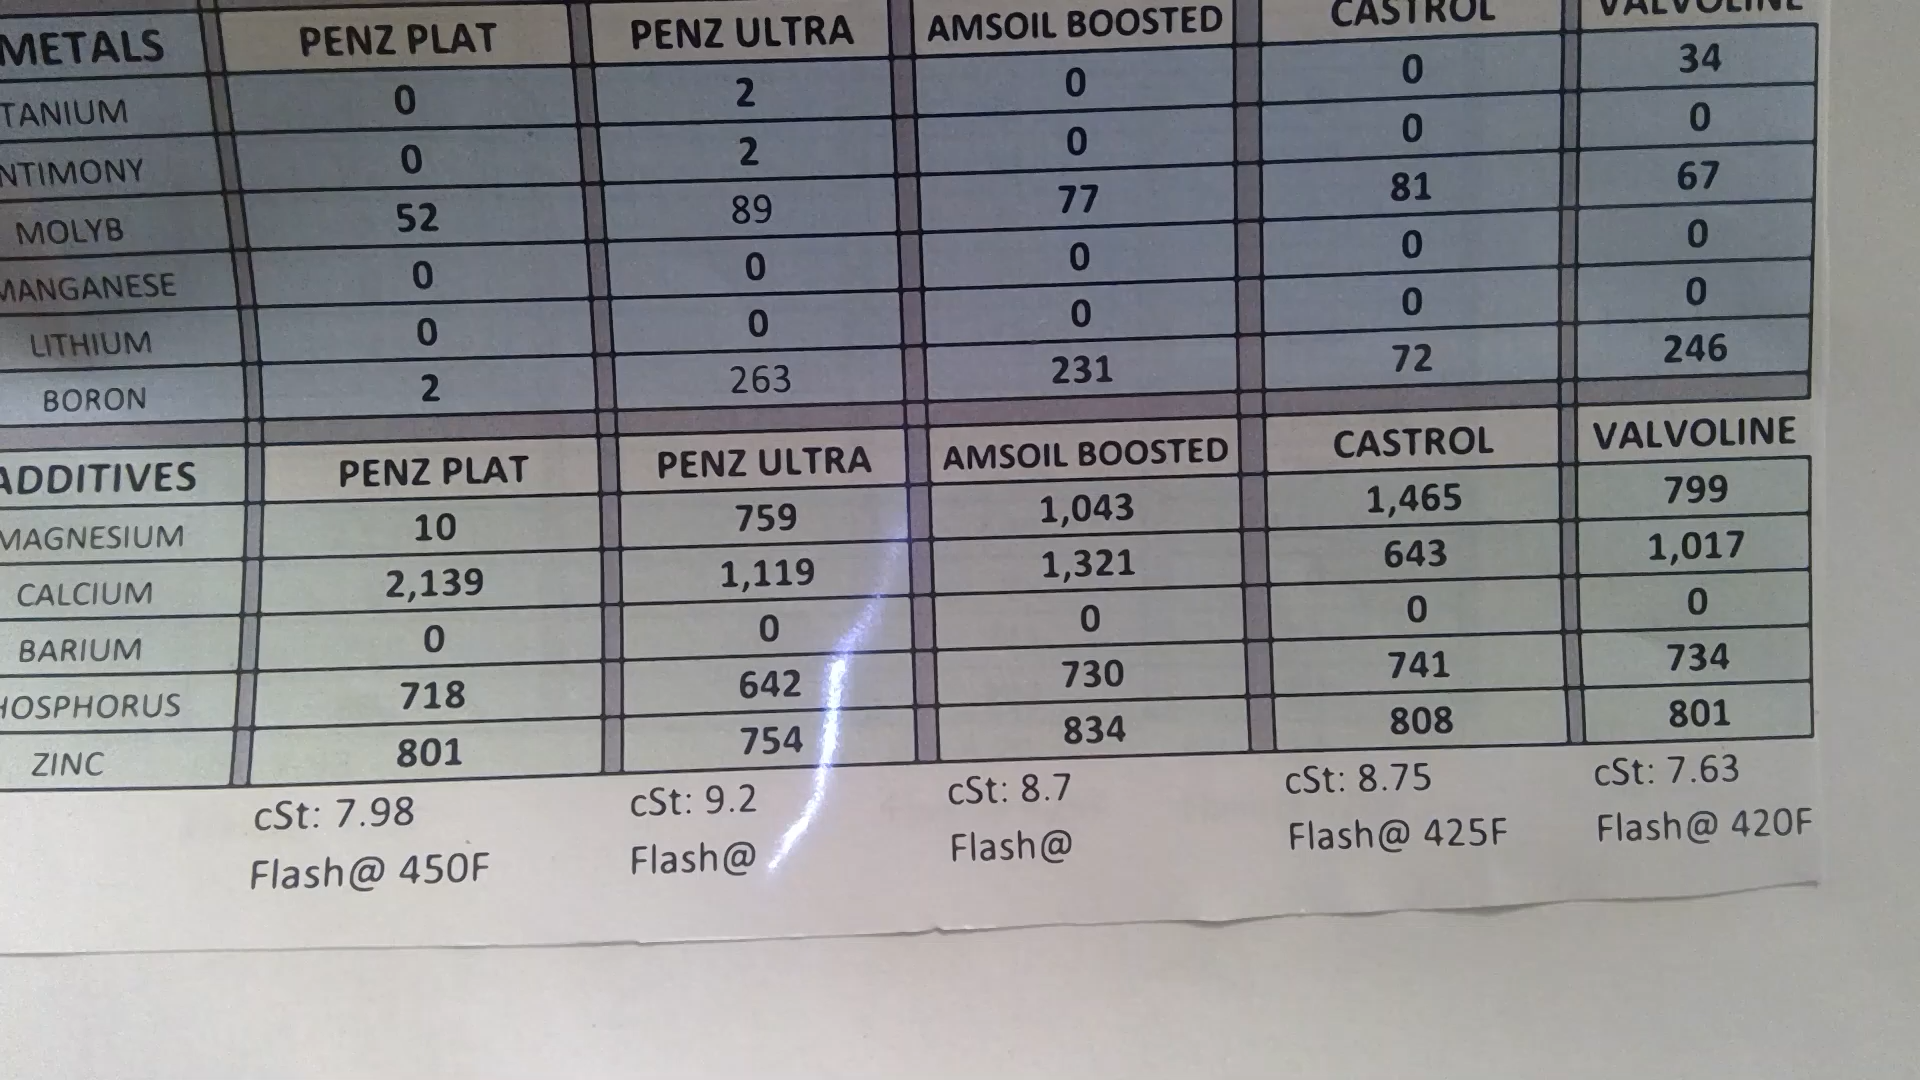 METALS PENZ PLAT PENZ ULTRA AMSOIL BOOSTED CASTROL VALVOLINE
TANIUM 0 2 0 0 34
NTIMONY 0 2 0 0 0
MOLYB 52 89 77 81 67
MANGANESE 0 0 0 0 0
LITHIUM 0 0 0 0 0
BORON 2 263 231 72 246
ADDITIVES PENZ PLAT PENZ ULTRA AMSOIL BOOSTED CASTROL VALVOLINE
MAGNESIUM 10 759 1,043 1,465 799
CALCIUM 2,139 1,119 1,321 643 1,017
BARIUM 0 0 0 0 0
HOSPHORUS 718 642 730 741 734
ZINC 801 754 834 808 801
cSt: 7.98 cSt: 9.2 cSt: 8.7 cSt: 8.75 cSt: 7.63
Flash@ 450F Flash@ Flash@ Flash@ 425F Flash@ 420F